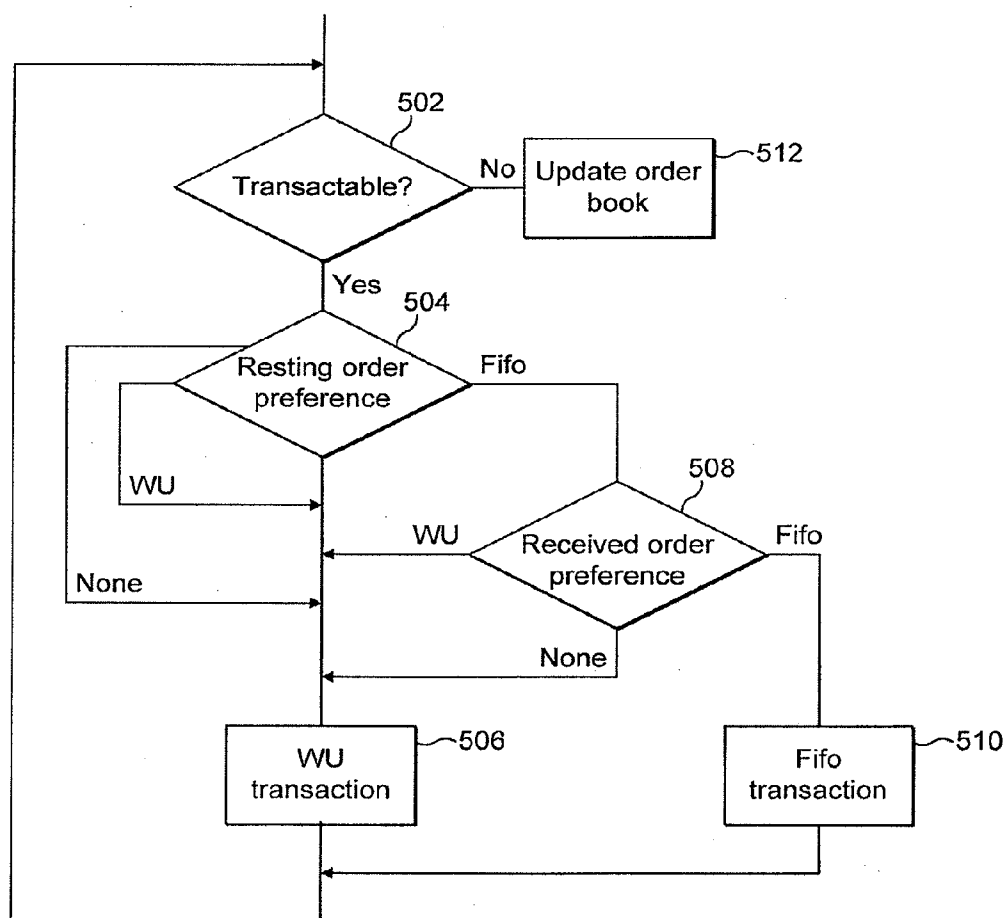 502
Transactable?
No
Update order
book
512
Yes
504
Resting order
preference
Fifo
WU
508
WU
Received order
preference
Fifo
None
None
WU
transaction
506
Fifo
transaction
510